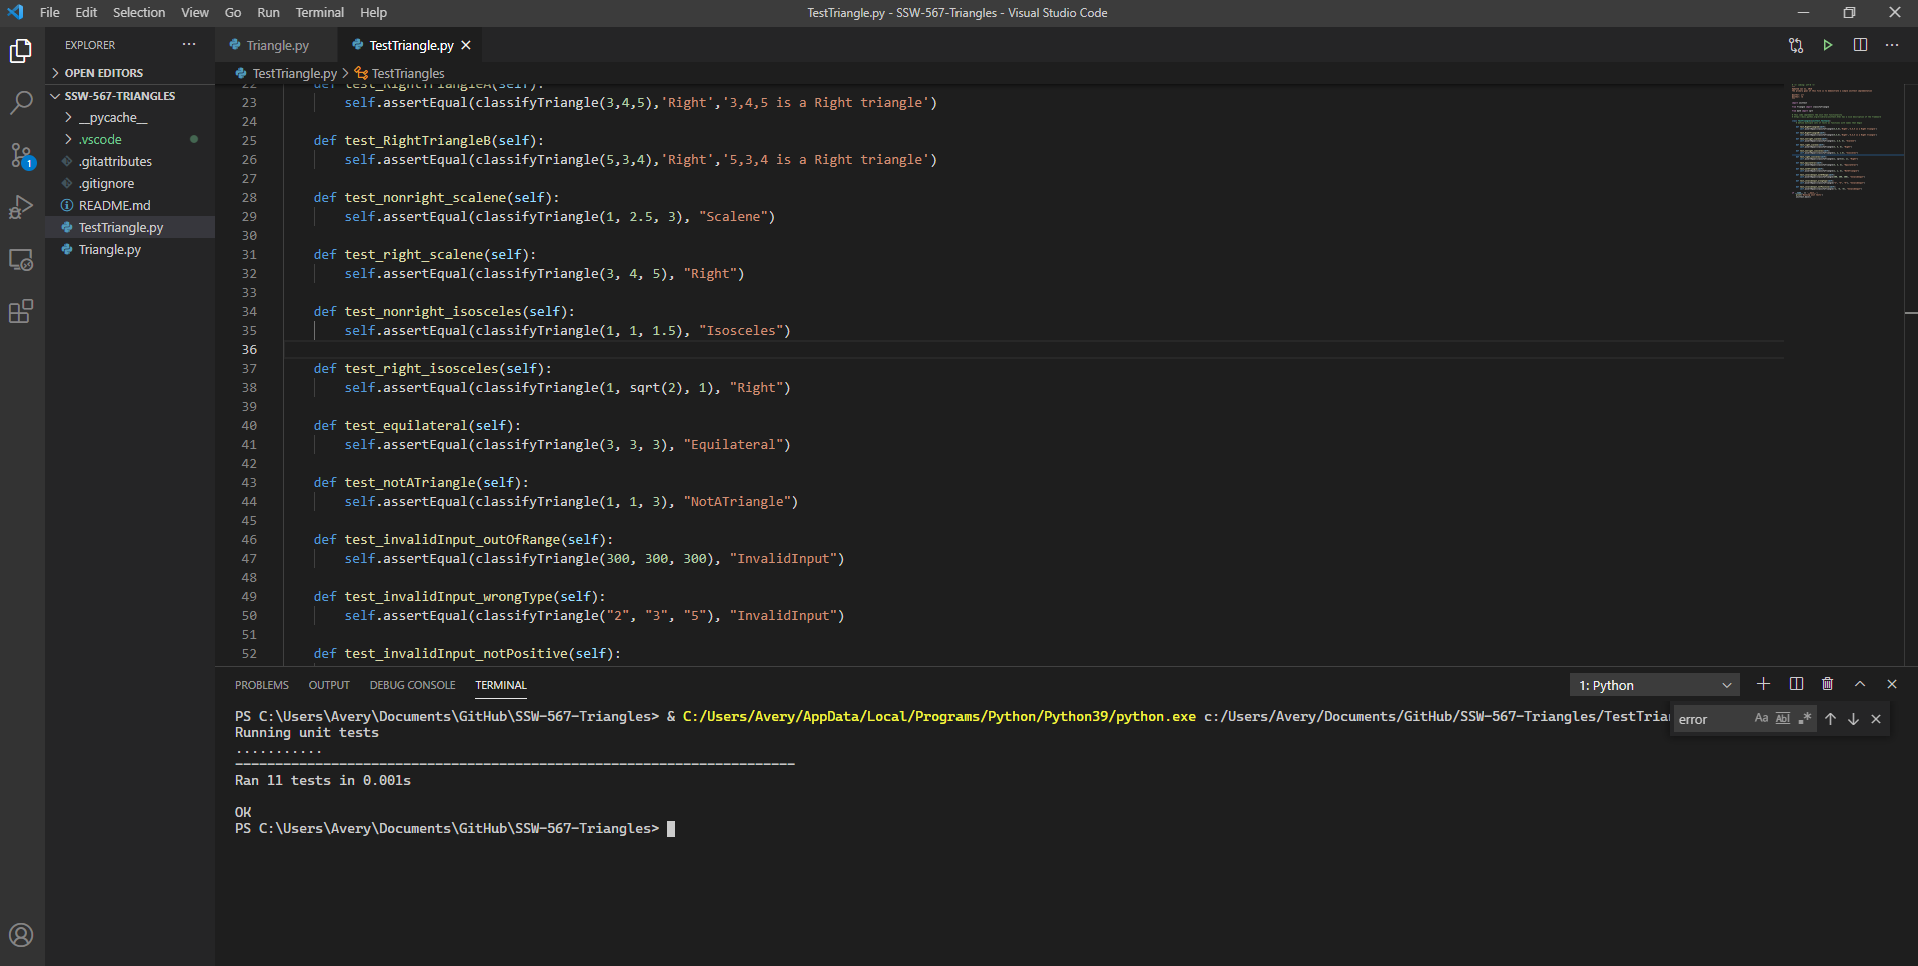 File Edit Selection View Go Run Terminal Help
TestTriangle.py - SSW-567-Triangles - Visual Studio Code
EXPLORER
OPEN EDITORS
SSW-567-TRIANGLES
__pycache__
.vscode
.gitattributes
.gitignore
README.md
TestTriangle.py
Triangle.py
1
Triangle.py TestTriangle.py
TestTriangle.py > TestTriangles
22 def test_RightTriangleA(self):
23 self.assertEqual(classifyTriangle(3,4,5),'Right','3,4,5 is a Right triangle')
24
25 def test_RightTriangleB(self):
26 self.assertEqual(classifyTriangle(5,3,4),'Right','5,3,4 is a Right triangle')
27
28 def test_nonright_scalene(self):
29 self.assertEqual(classifyTriangle(1, 2.5, 3), "Scalene")
30
31 def test_right_scalene(self):
32 self.assertEqual(classifyTriangle(3, 4, 5), "Right")
33
34 def test_nonright_isosceles(self):
35 self.assertEqual(classifyTriangle(1, 1, 1.5), "Isosceles")
36
37 def test_right_isosceles(self):
38 self.assertEqual(classifyTriangle(1, sqrt(2), 1), "Right")
39
40 def test_equilateral(self):
41 self.assertEqual(classifyTriangle(3, 3, 3), "Equilateral")
42
43 def test_notATriangle(self):
44 self.assertEqual(classifyTriangle(1, 1, 3), "NotATriangle")
45
46 def test_invalidInput_outOfRange(self):
47 self.assertEqual(classifyTriangle(300, 300, 300), "InvalidInput")
48
49 def test_invalidInput_wrongType(self):
50 self.assertEqual(classifyTriangle("2", "3", "5"), "InvalidInput")
51
52 def test_invalidInput_notPositive(self):
PROBLEMS OUTPUT DEBUG CONSOLE TERMINAL
1: Python
PS C:\Users\Avery\Documents\GitHub\SSW-567-Triangles> & C:/Users/Avery/AppData/Local/Programs/Python/Python39/python.exe c:/Users/Avery/Documents/GitHub/SSW-567-Triangles/TestTria
error Aa Abl .*
Running unit tests
...........
----------------------------------------------------------------------
Ran 11 tests in 0.001s
OK
PS C:\Users\Avery\Documents\GitHub\SSW-567-Triangles>